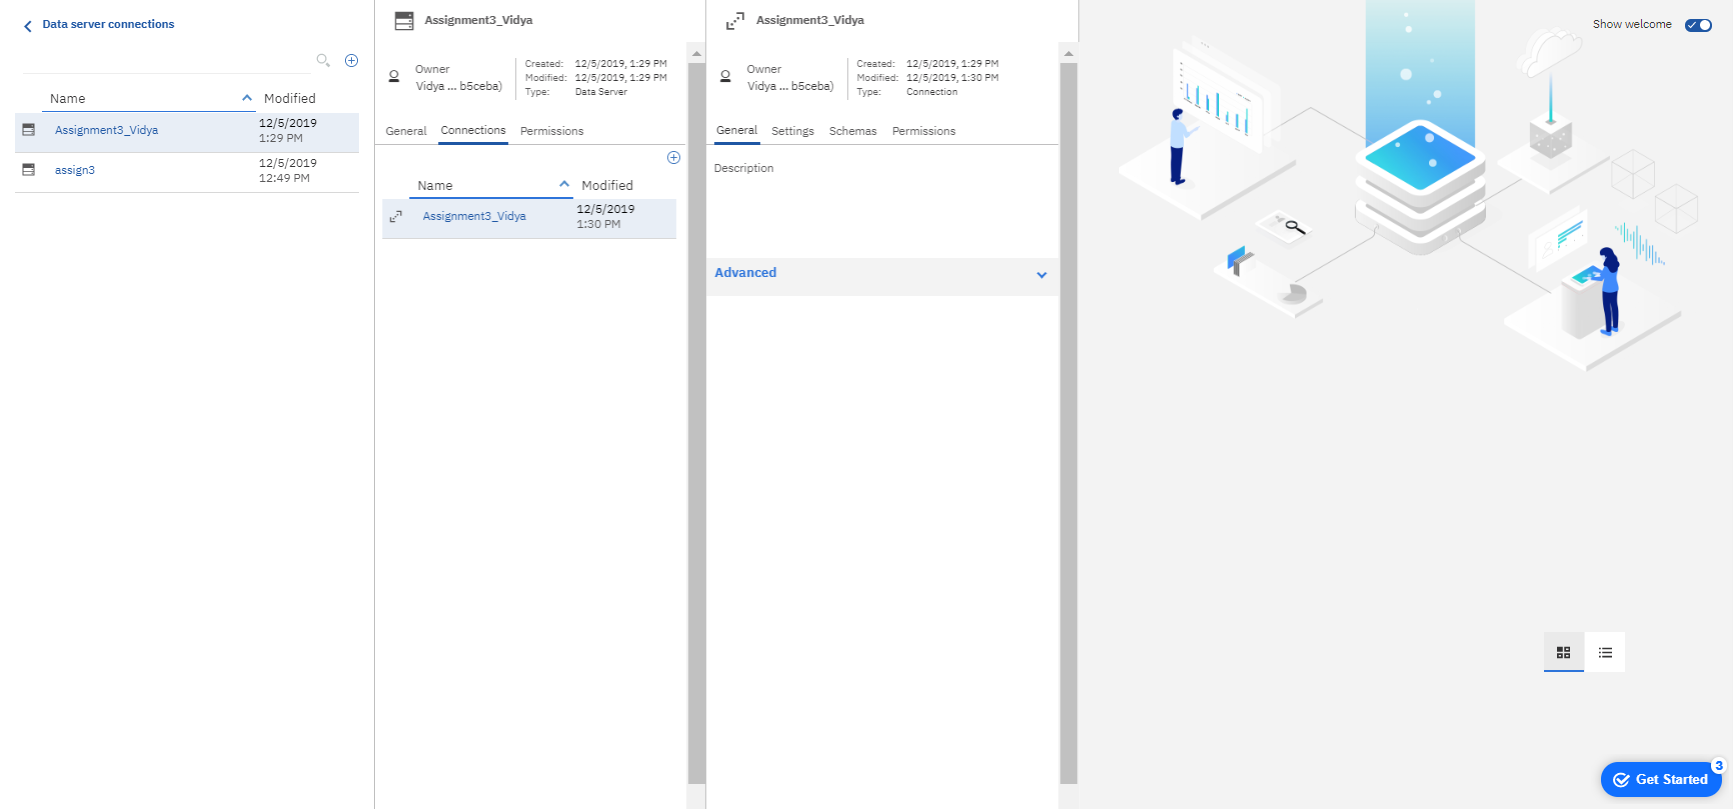 Data server connections
Name Modified
Assignment3_Vidya 12/5/2019
1:29 PM
assign3 12/5/2019
12:49 PM
Assignment3_Vidya
Owner
Vidya ... b5ceba)
Created: 12/5/2019, 1:29 PM
Modified: 12/5/2019, 1:29 PM
Type: Data Server
General Connections Permissions
Name Modified
Assignment3_Vidya 12/5/2019
1:30 PM
Assignment3_Vidya
Owner
Vidya ... b5ceba)
Created: 12/5/2019, 1:29 PM
Modified: 12/5/2019, 1:30 PM
Type: Connection
General Settings Schemas Permissions
Description
Advanced
Show welcome
3
Get Started